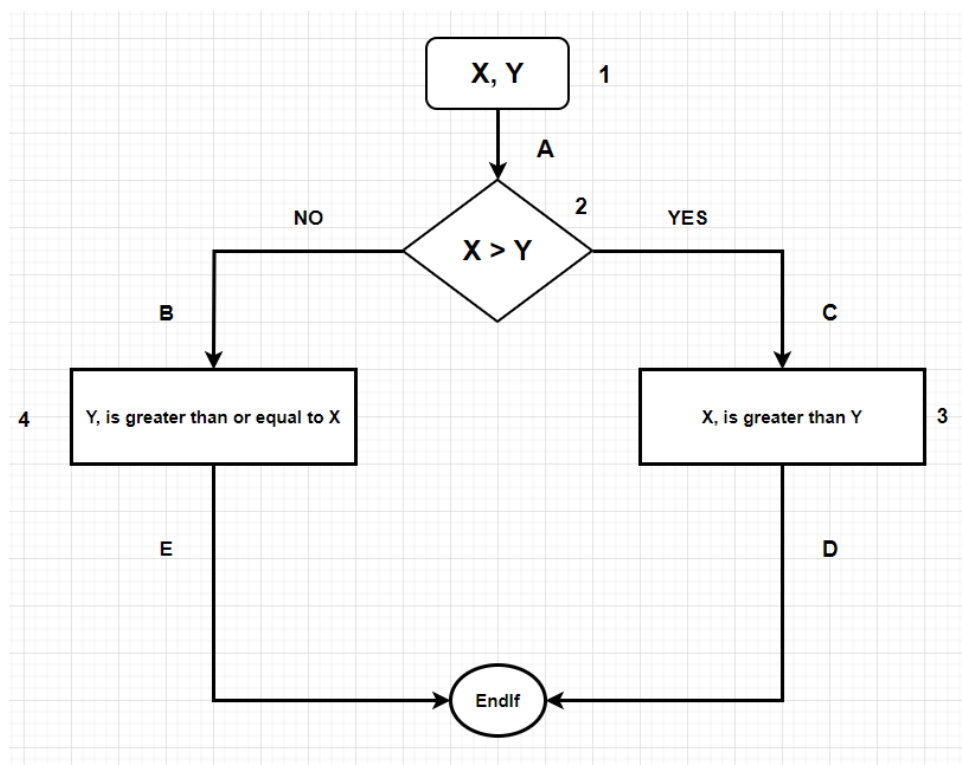 X, Y
1
A
2
NO
YES
X > Y
B
C
4
Y, is greater than or equal to X
X, is greater than Y
3
E
D
EndIf